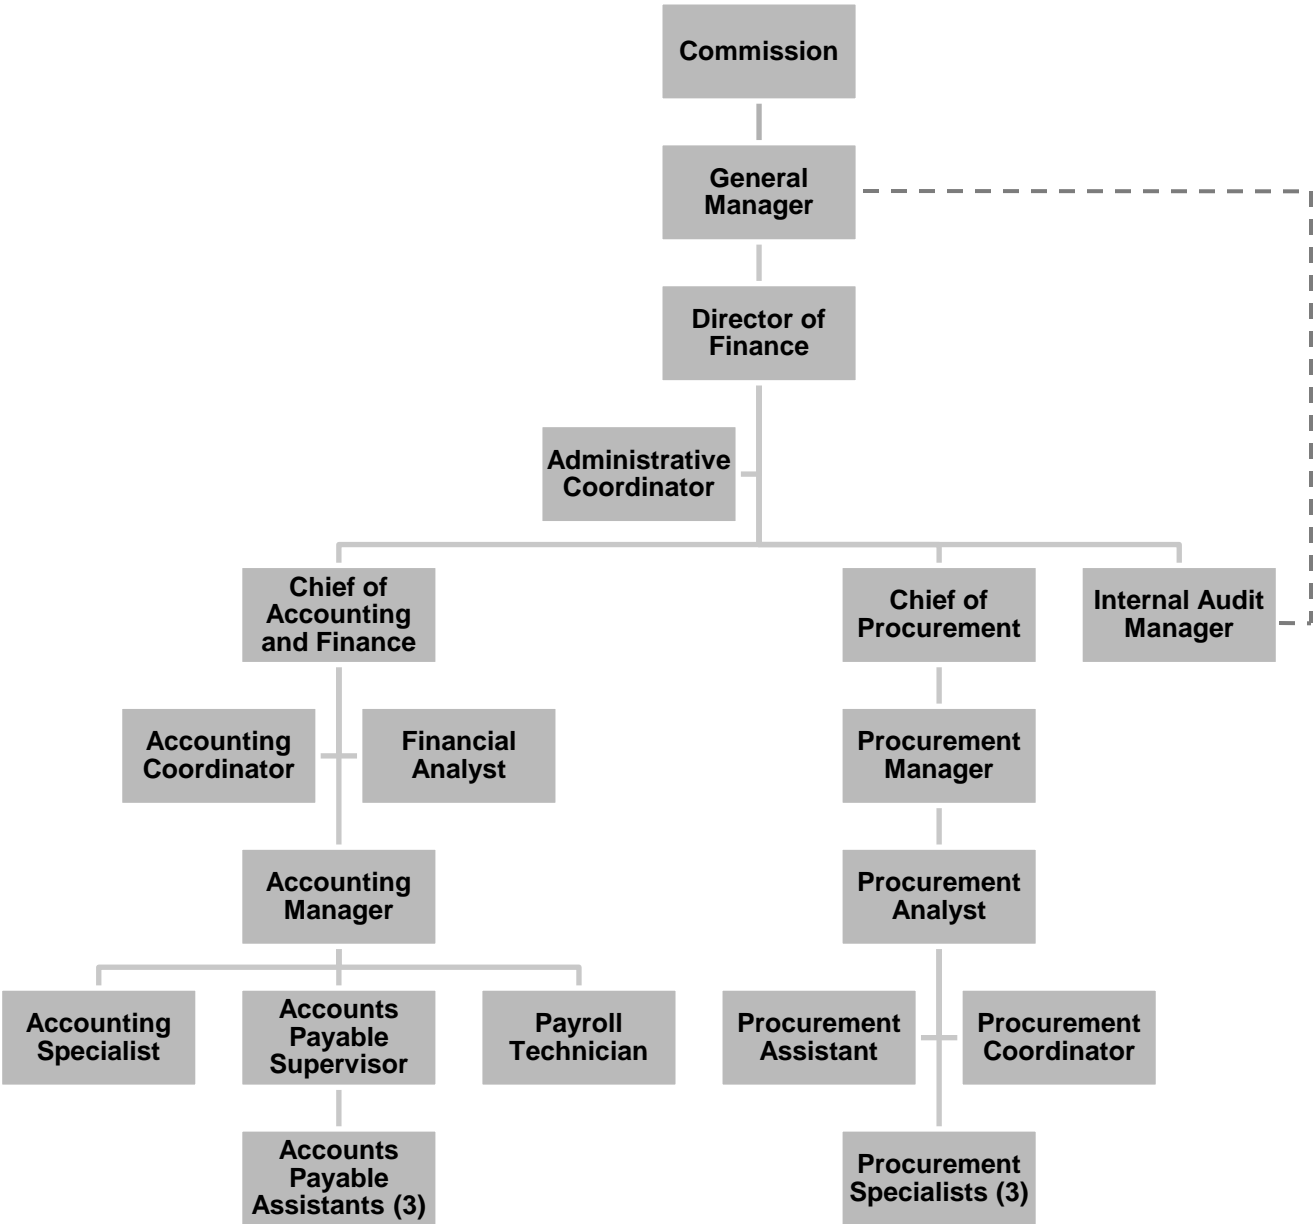 Commission
General
Manager
Director of
Finance
Administrative
Coordinator
Chief of
Accounting
and Finance
Chief of
Procurement
Internal Audit
Manager
Accounting
Coordinator
Financial
Analyst
Procurement
Manager
Accounting
Manager
Procurement
Analyst
Accounting
Specialist
Accounts
Payable
Supervisor
Payroll
Technician
Procurement
Assistant
Procurement
Coordinator
Accounts
Payable
Assistants (3)
Procurement
Specialists (3)